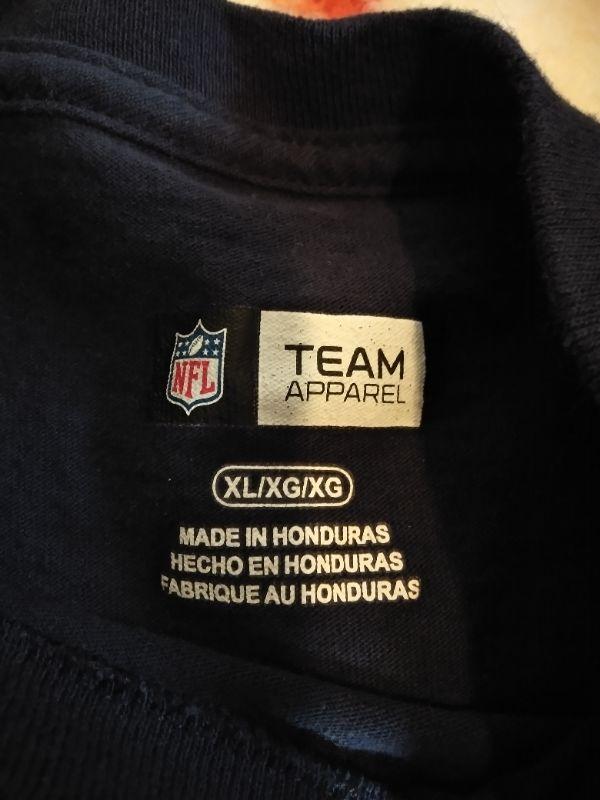 NFL
TEAM
APPAREL
XL/XG/XG
MADE IN HONDURAS
HECHO EN HONDURAS
FABRIQUE AU HONDURAS